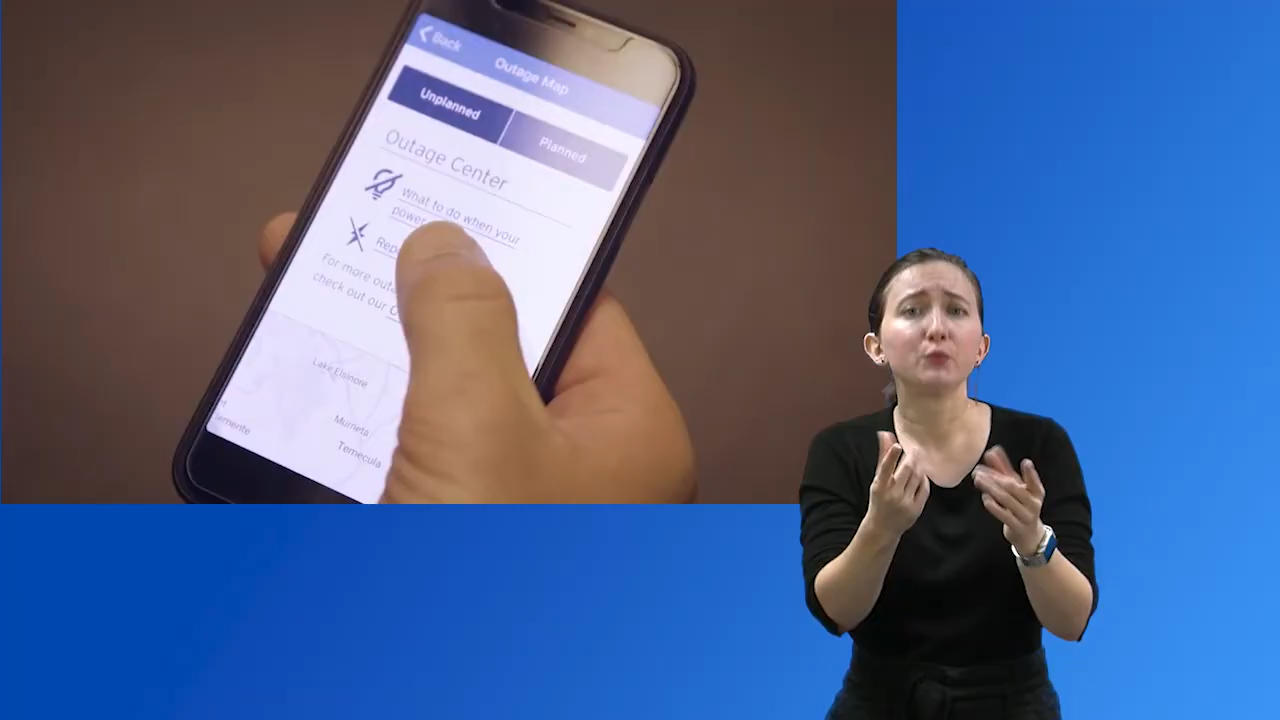 Back
Outage Map
Unplanned
Planned
Outage Center
What to do when your
power
For more
check out our
Lake Elsinore
Murrieta
Temecula